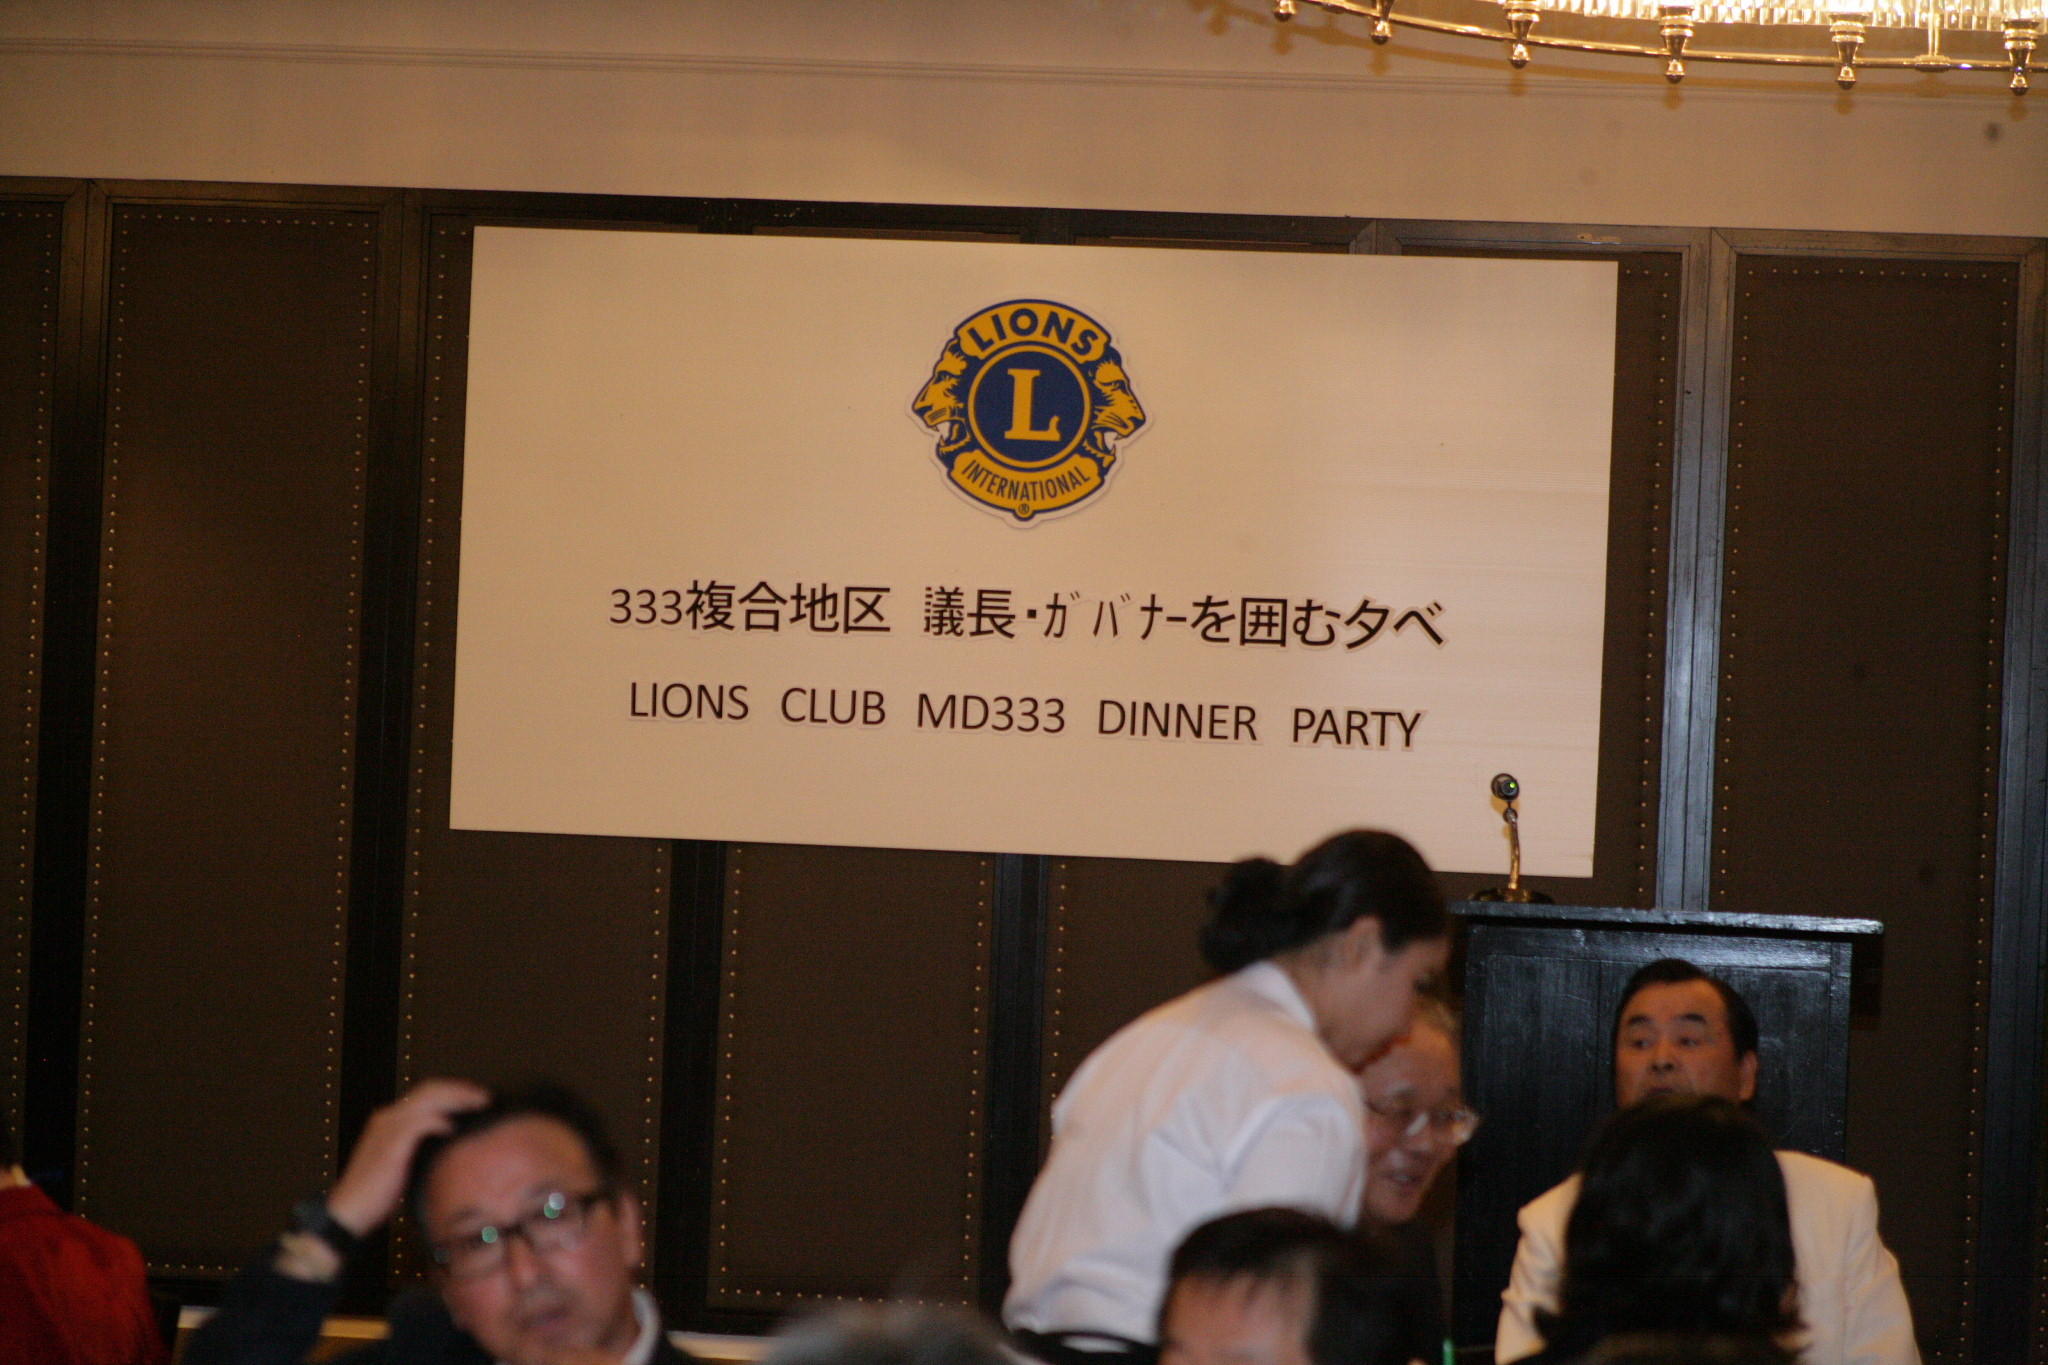 LIONS
L
INTERNATIONAL
®
333複合地区 議長・ｶﾞﾊﾞﾅｰを囲む夕べ
LIONS CLUB MD333 DINNER PARTY